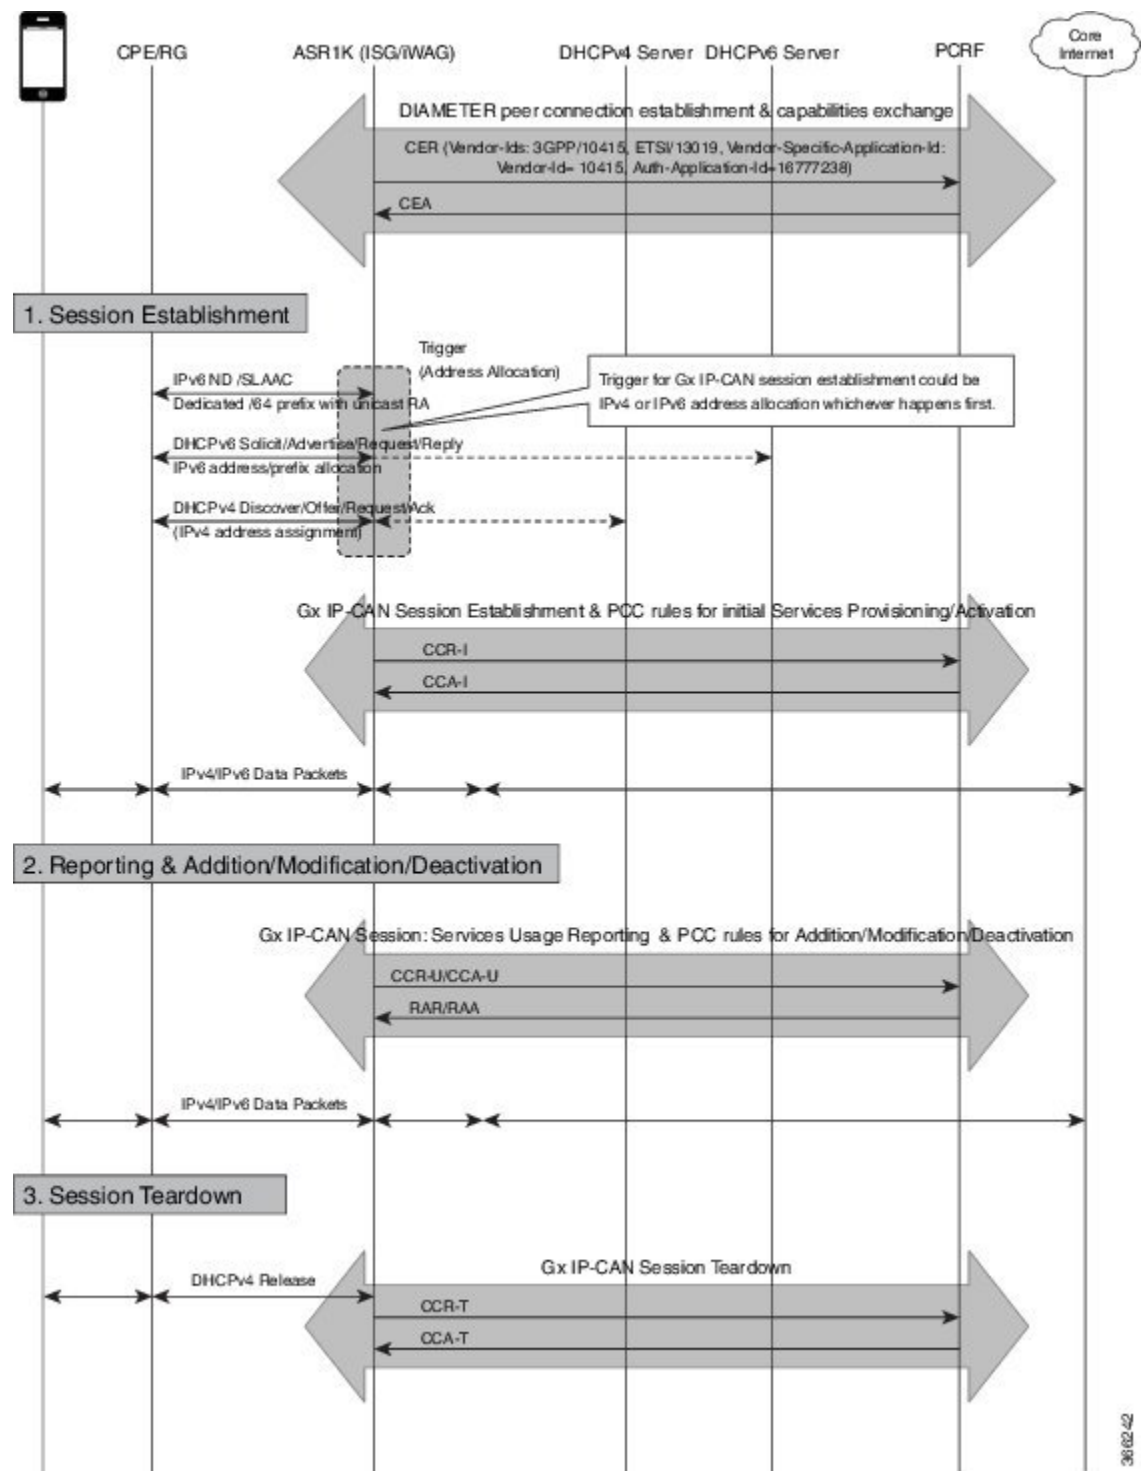 CPE/RG
ASR1K (ISG/iWAG)
DHCPv4 Server
DHCPv6 Server
PCRF
Core
Internet
DIAMETER peer connection establishment & capabilities exchange
CER (Vendor-Ids: 3GPP/10415, ETSI/13019, Vendor-Specific-Application-Id:
Vendor-Id= 10415, Auth-Application-Id=16777238)
CEA
1. Session Establishment
Trigger
(Address Allocation)
IPv6 ND /SLAAC
Dedicated /64 prefix with unicast RA
Trigger for Gx IP-CAN session establishment could be
IPv4 or IPv6 address allocation whichever happens first.
DHCPv6 Solicit/Advertise/Request/Reply
IPv6 address/prefix allocation
DHCPv4 Discover/Offer/Request/Ack
(IPv4 address assignment)
Gx IP-CAN Session Establishment & PCC rules for initial Services Provisioning/Activation
CCR-I
CCA-I
IPv4/IPv6 Data Packets
2. Reporting & Addition/Modification/Deactivation
Gx IP-CAN Session: Services Usage Reporting & PCC rules for Addition/Modification/Deactivation
CCR-U/CCA-U
RAR/RAA
IPv4/IPv6 Data Packets
3. Session Teardown
Gx IP-CAN Session Teardown
DHCPv4 Release
CCR-T
CCA-T
366242